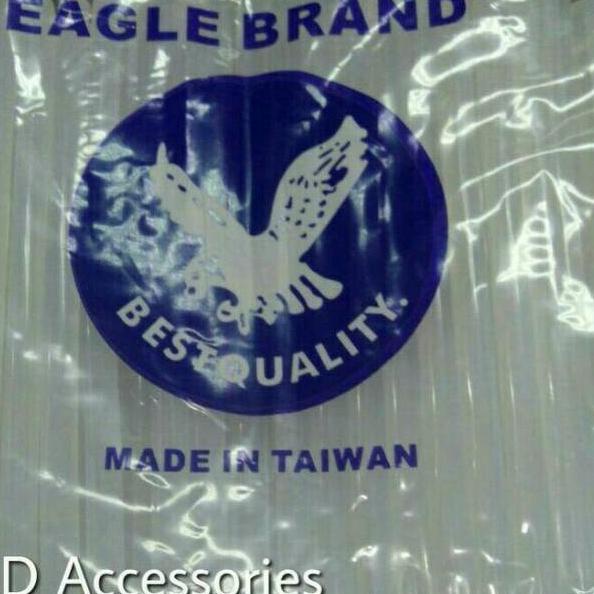 EAGLE BRAND
BEST QUALITY.
MADE IN TAIWAN
D Accessories